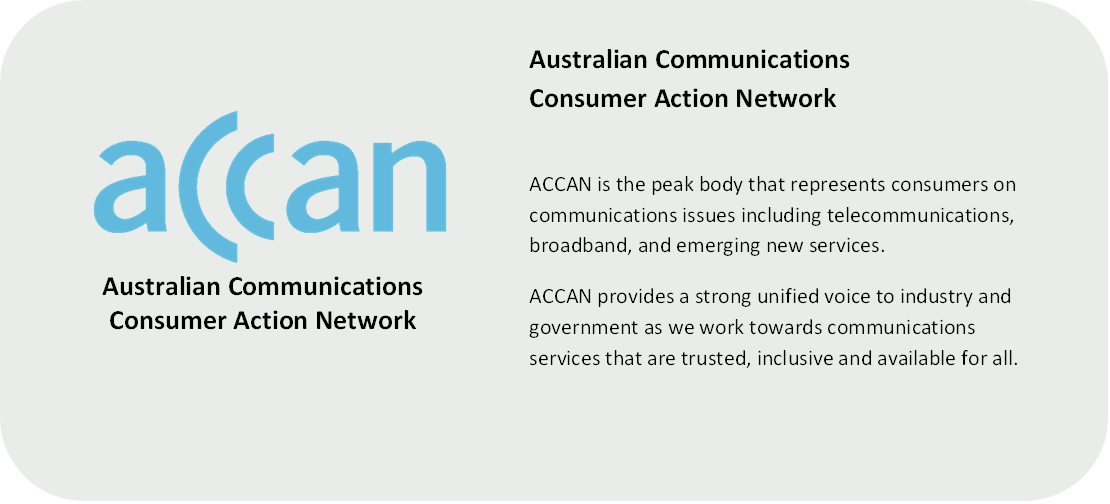 accan
Australian Communications
Consumer Action Network
Australian Communications
Consumer Action Network
ACCAN is the peak body that represents consumers on
communications issues including telecommunications,
broadband, and emerging new services.
ACCAN provides a strong unified voice to industry and
government as we work towards communications
services that are trusted, inclusive and available for all.